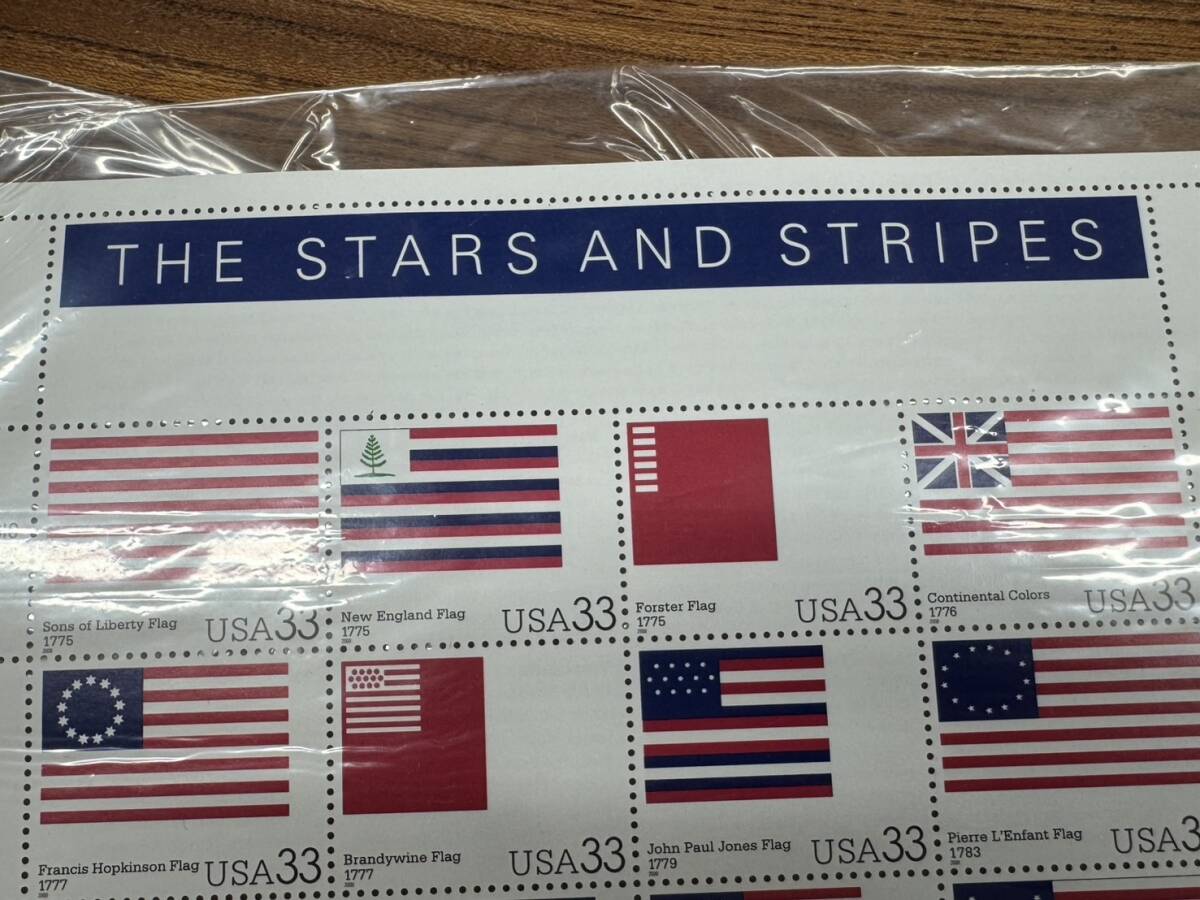 THE STARS AND STRIPES
Sons of Liberty Flag
1775
USA33
New England Flag
1775
USA33
Forster Flag
1775
USA33
Continental Colors
1776
USA33
Francis Hopkinson Flag
1777
USA33
Brandywine Flag
1777
USA33
John Paul Jones Flag
1779
USA33
Pierre L'Enfant Flag
1783
USA3